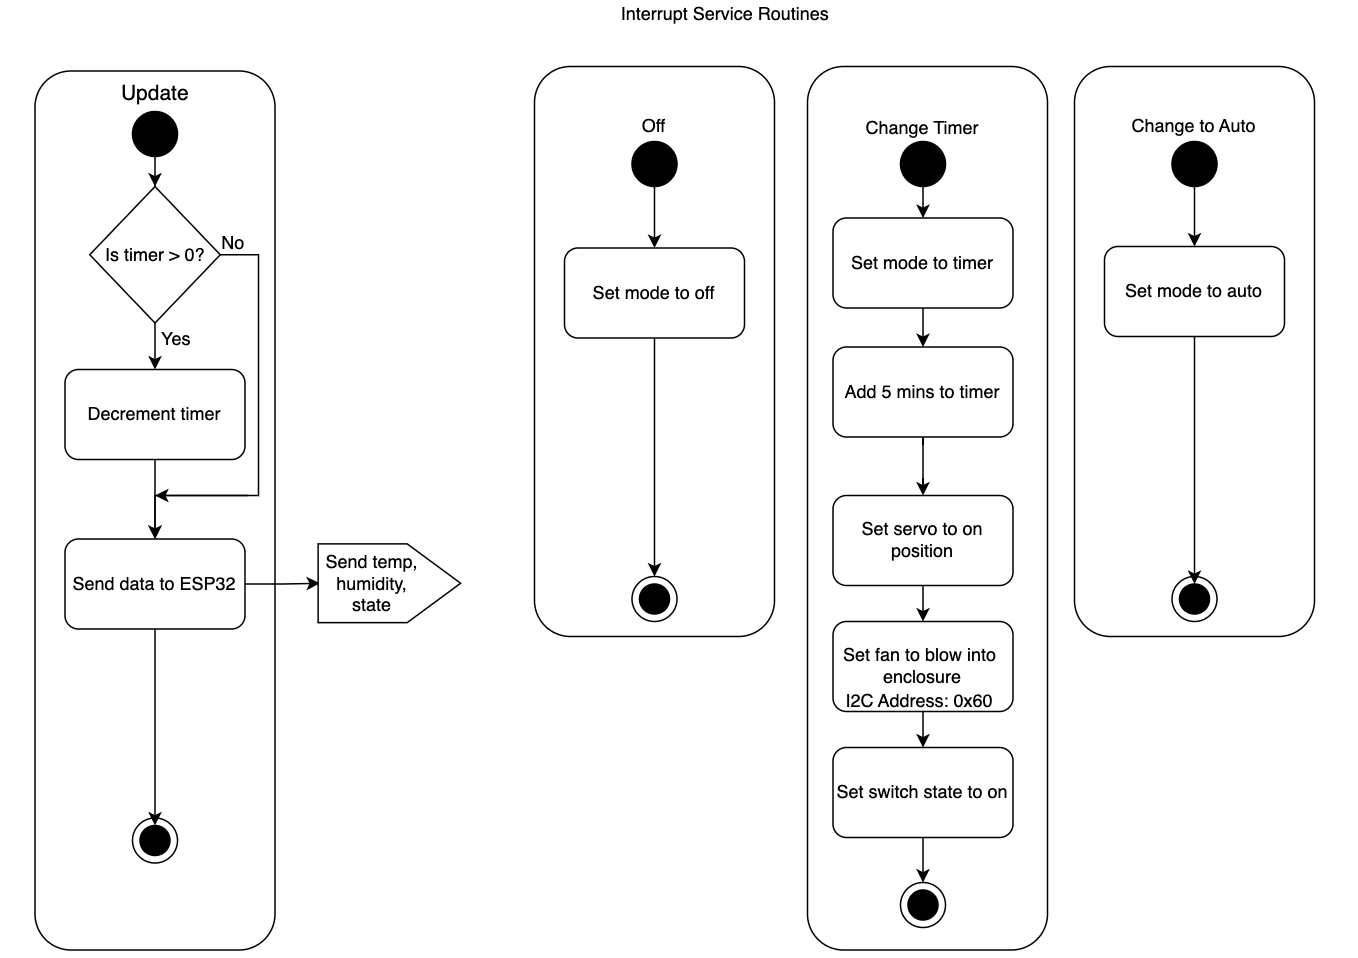 Interrupt Service Routines
Update
Is timer > 0?
No
Yes
Decrement timer
Send data to ESP32
Send temp,
humidity,
state
Off
Set mode to off
Change Timer
Set mode to timer
Add 5 mins to timer
Set servo to on
position
Set fan to blow into
enclosure
I2C Address: 0x60
Set switch state to on
Change to Auto
Set mode to auto